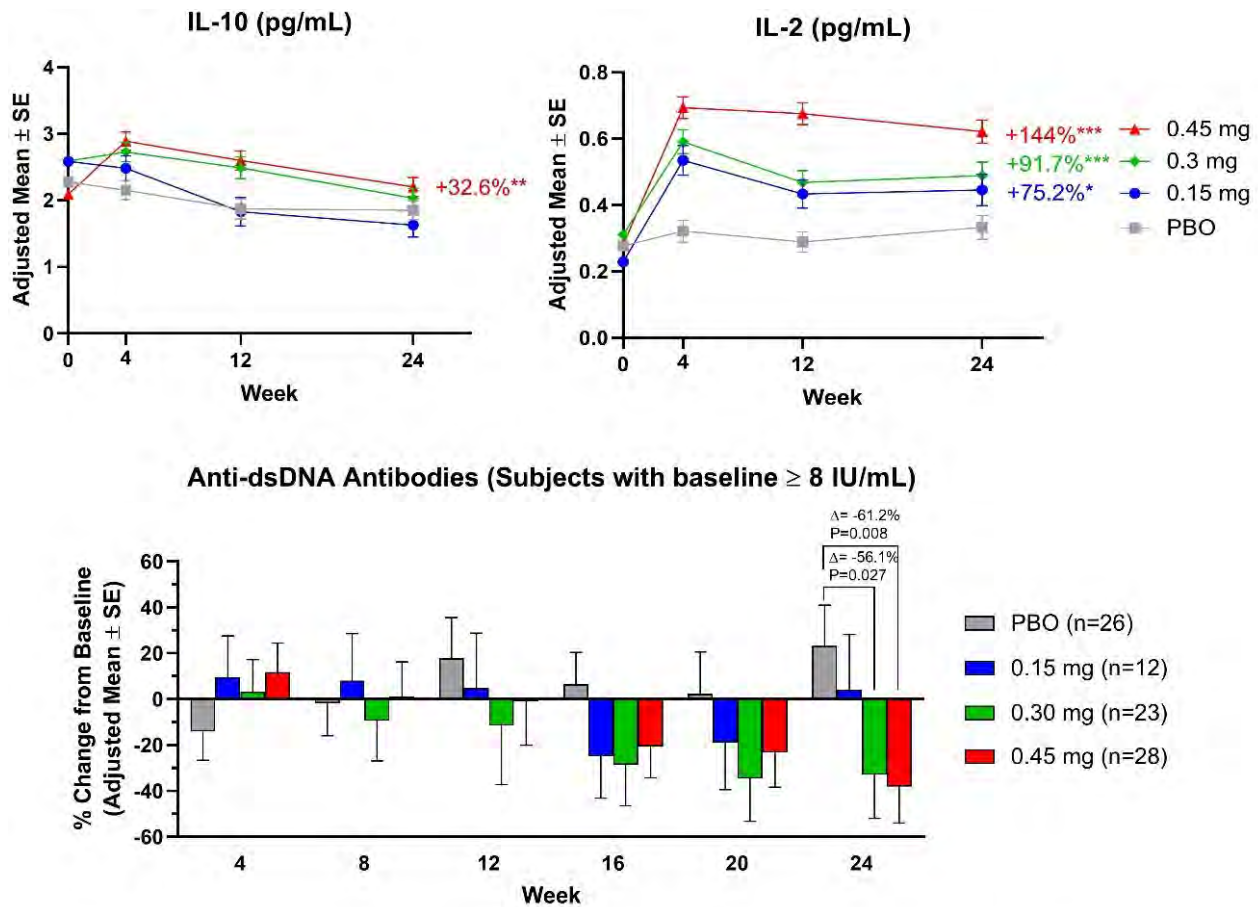 IL-10 (pg/mL)
Adjusted Mean ± SE
4
3
2
1
0
0 4 12 24
Week
+32.6%**
IL-2 (pg/mL)
Adjusted Mean ± SE
0.8
0.6
0.4
0.2
0.0
0 4 12 24
Week
+144%***
+91.7%***
+75.2%*
0.45 mg
0.3 mg
0.15 mg
PBO
Anti-dsDNA Antibodies (Subjects with baseline ≥ 8 IU/mL)
% Change from Baseline
(Adjusted Mean ± SE)
60
40
20
0
-20
-40
-60
4 8 12 16 20 24
Week
Δ= -61.2%
P=0.008
Δ= -56.1%
P=0.027
PBO (n=26)
0.15 mg (n=12)
0.30 mg (n=23)
0.45 mg (n=28)